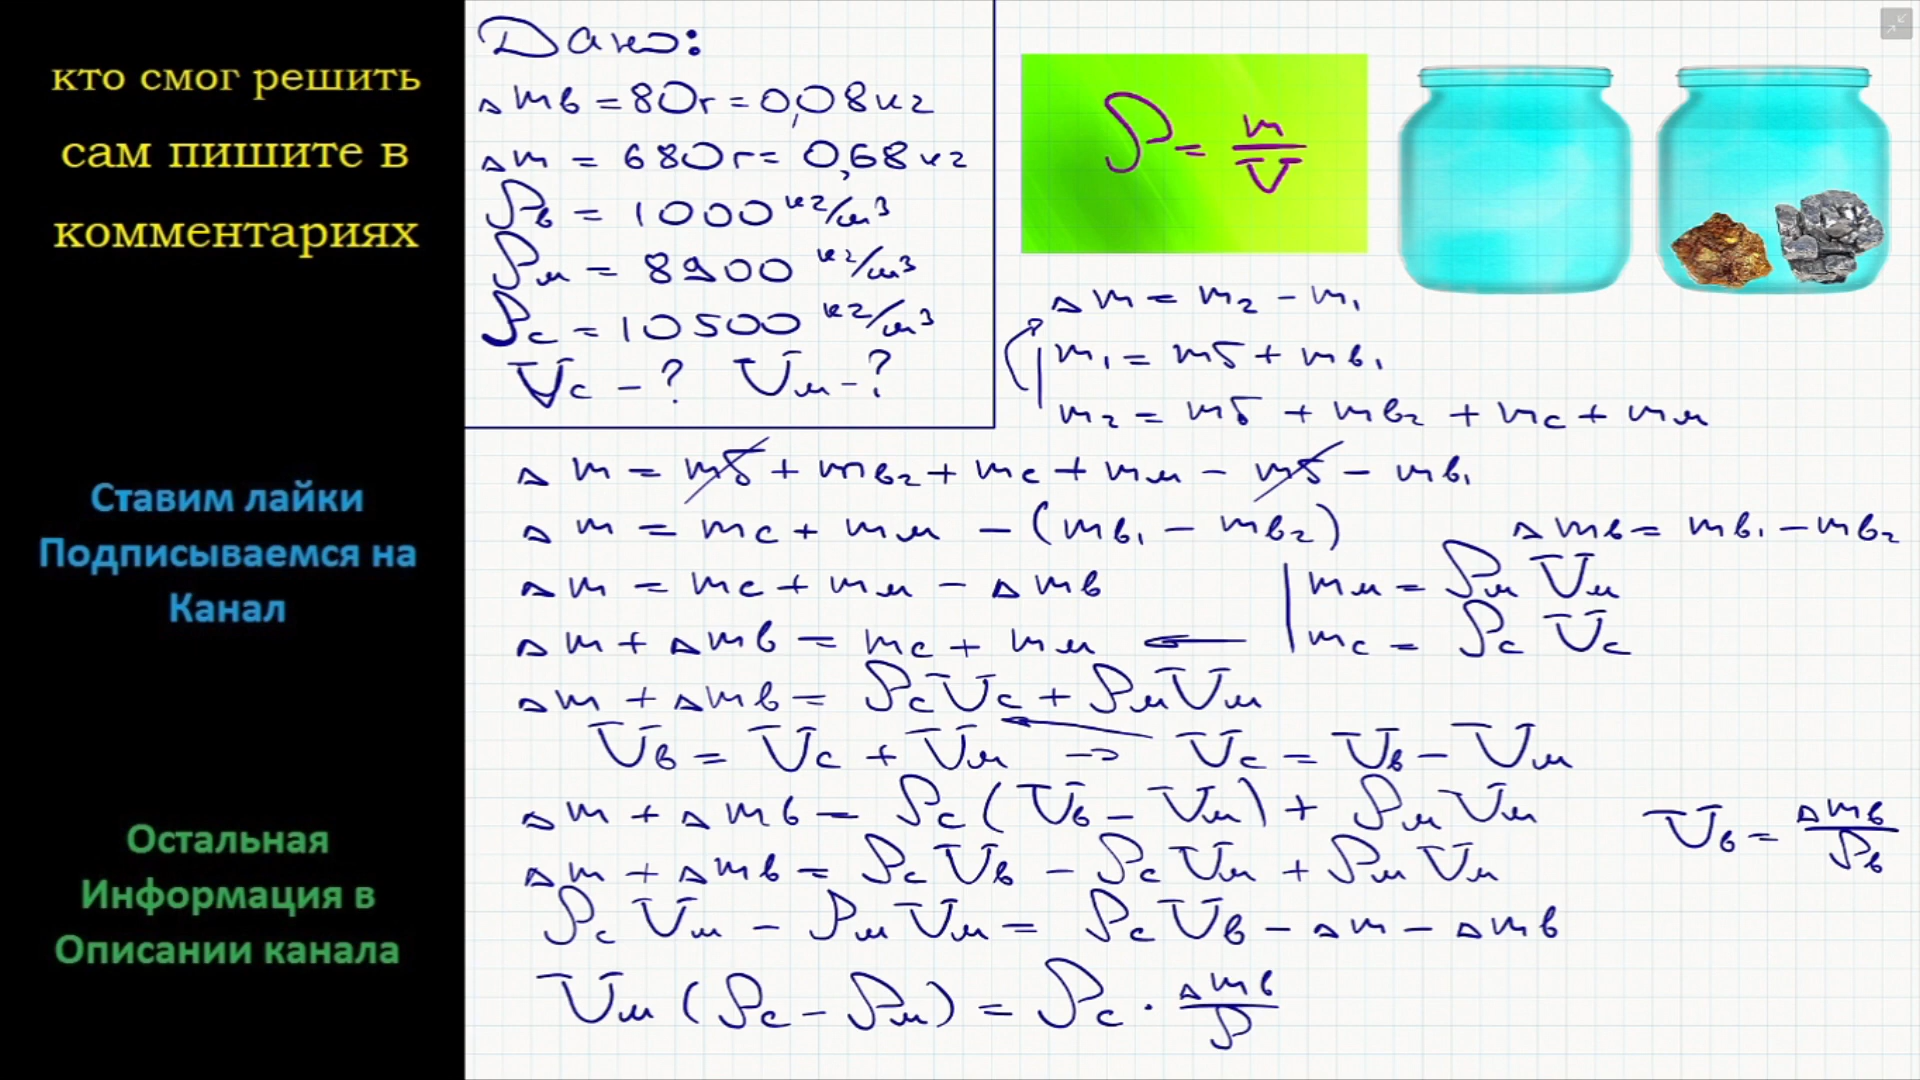 кто смог решить
сам пишите в
комментариях
Ставим лайки
Подписываемся на
Канал
Остальная
Информация в
Описании канала
Дано:
Δmв = 80г = 0,08 кг
Δm = 680г = 0,68 кг
ρв = 1000 кг/м³
ρм = 8900 кг/м³
ρс = 10500 кг/м³
Vс - ? Vм - ?
ρ = m/V
Δm = m₂ - m₁
m₁ = mб + mв₁
m₂ = mб + mв₂ + mс + mм
Δm = mб + mв₂ + mс + mм - mб - mв₁
Δm = mс + mм - (mв₁ - mв₂) Δmв = mв₁ - mв₂
Δm = mс + mм - Δmв mм = ρм Vм
Δm + Δmв = mс + mм ← mс = ρс Vс
Δm + Δmв = ρсVс + ρмVм
Vв = Vс + Vм → Vс = Vв - Vм
Δm + Δmв = ρс(Vв - Vм) + ρмVм Vв = Δmв/ρв
Δm + Δmв = ρсVв - ρсVм + ρмVм
ρсVм - ρмVм = ρсVв - Δm - Δmв
Vм (ρс - ρм) = ρс · Δmв/ρ